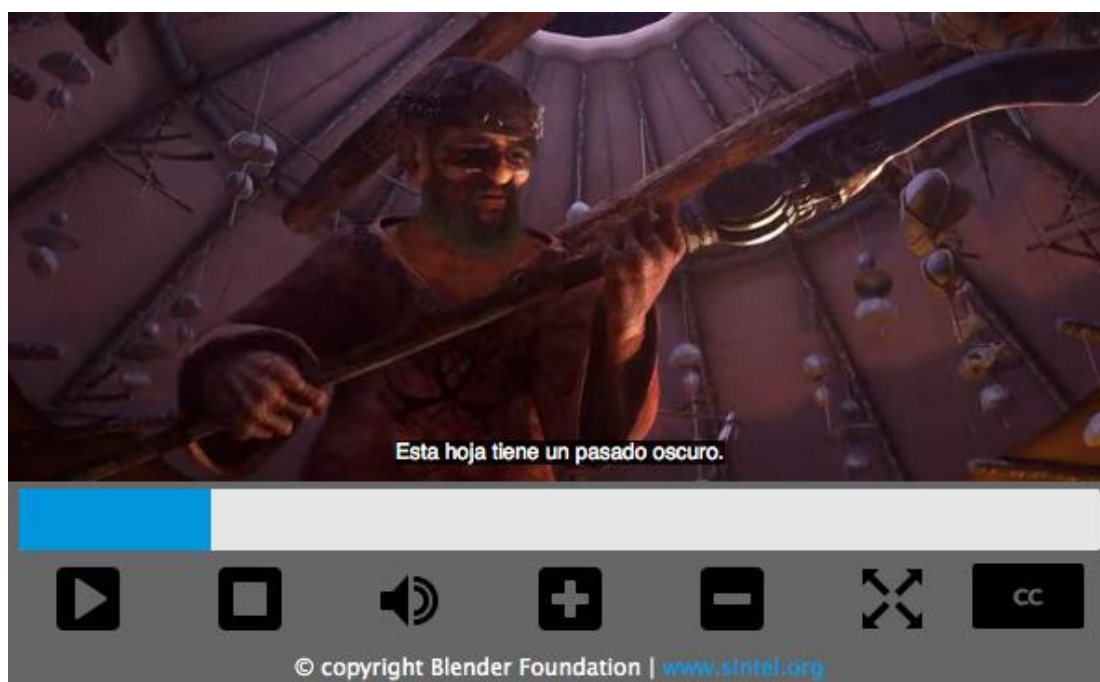 Esta hoja tiene un pasado oscuro.
CC
© copyright Blender Foundation | www.sintel.org